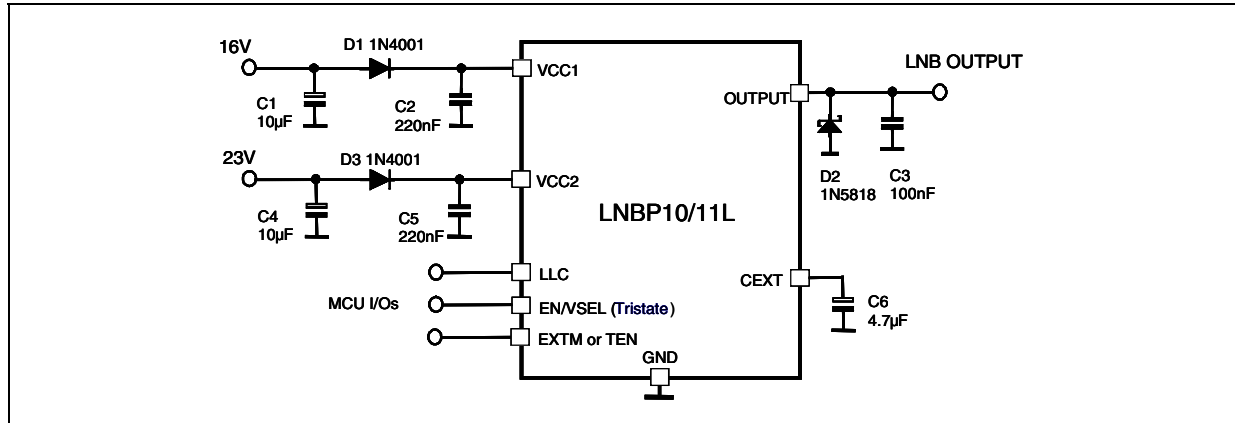 16V
D1 1N4001
VCC1
C1
10µF
C2
220nF
23V
D3 1N4001
VCC2
C4
10µF
C5
220nF
LNBP10/11L
OUTPUT
LNB OUTPUT
D2
1N5818
C3
100nF
MCU I/Os
LLC
EN/VSEL (Tristate)
EXTM or TEN
CEXT
C6
4.7µF
GND